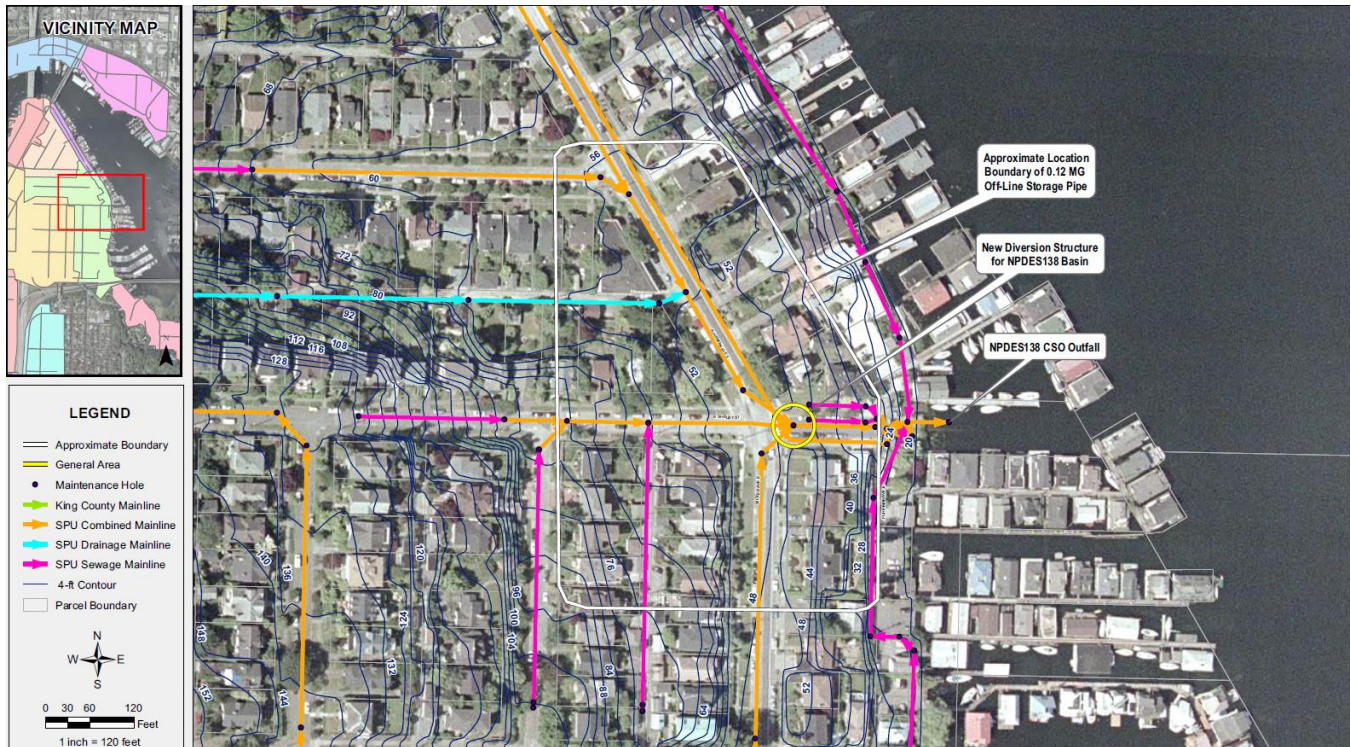 VICINITY MAP
N
LEGEND
Approximate Boundary
General Area
Maintenance Hole
King County Mainline
SPU Combined Mainline
SPU Drainage Mainline
SPU Sewage Mainline
4-ft Contour
Parcel Boundary
N
W E
S
0 30 60 120
Feet
1 inch = 120 feet
Approximate Location
Boundary of 0.12 MG
Off-Line Storage Pipe
New Diversion Structure
for NPDES138 Basin
NPDES138 CSO Outfall
68
56
60
72
52
80
92
112
116
108
128
52
24
20
36
140
136
120
76
40
28
96
44
32
100
48
124
104
148
48
132
84
88
144
152
52
64